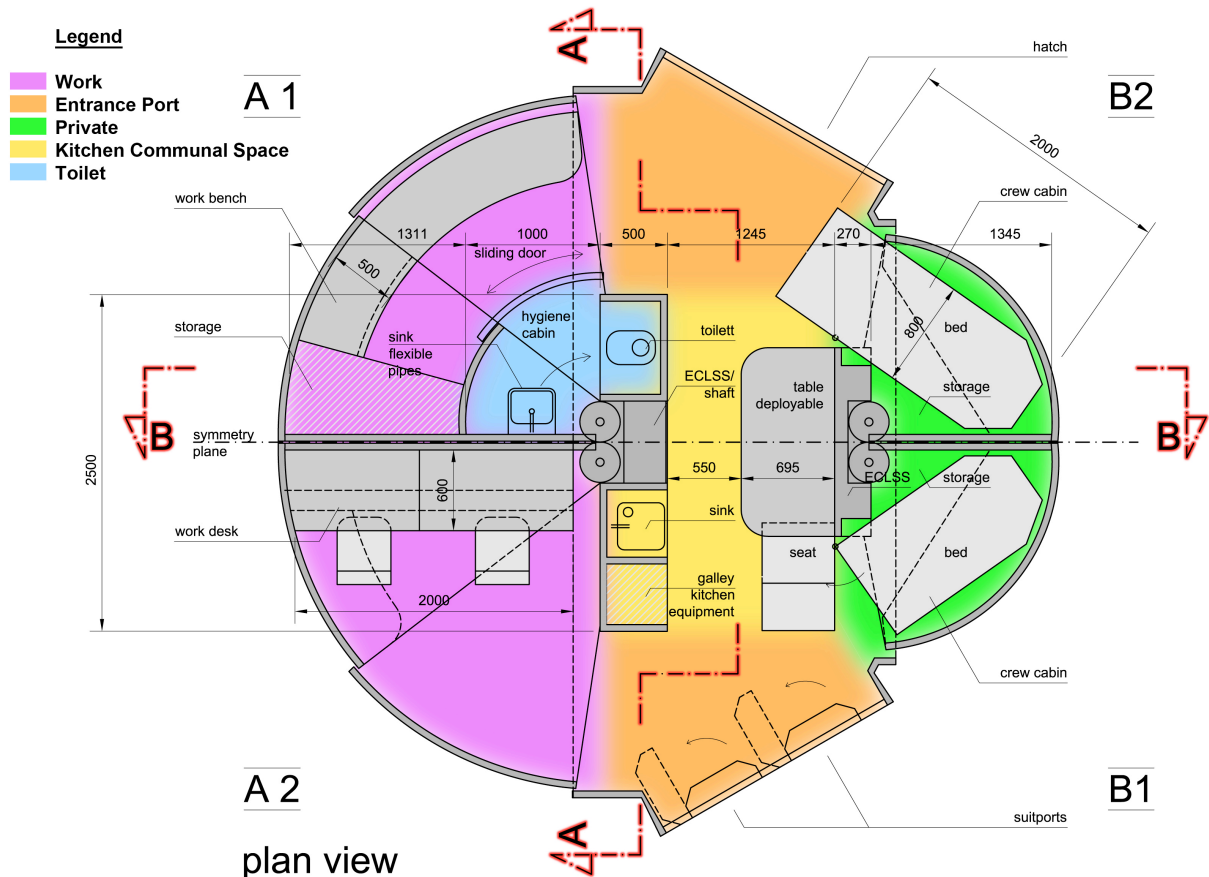 Legend
Work
Entrance Port
Private
Kitchen Communal Space
Toilet
A 1
A
hatch
B2
2000
work bench
crew cabin
1311
1000
500
1245
270
1345
sliding door
500
storage
hygiene
cabin
sink
flexible
pipes
toilett
800
bed
ECLSS/
shaft
table
deployable
storage
B
symmetry
plane
B
2500
600
550
695
ECLSS
storage
work desk
sink
seat
bed
galley
kitchen
equipment
2000
crew cabin
A 2
B1
suitports
A
plan view